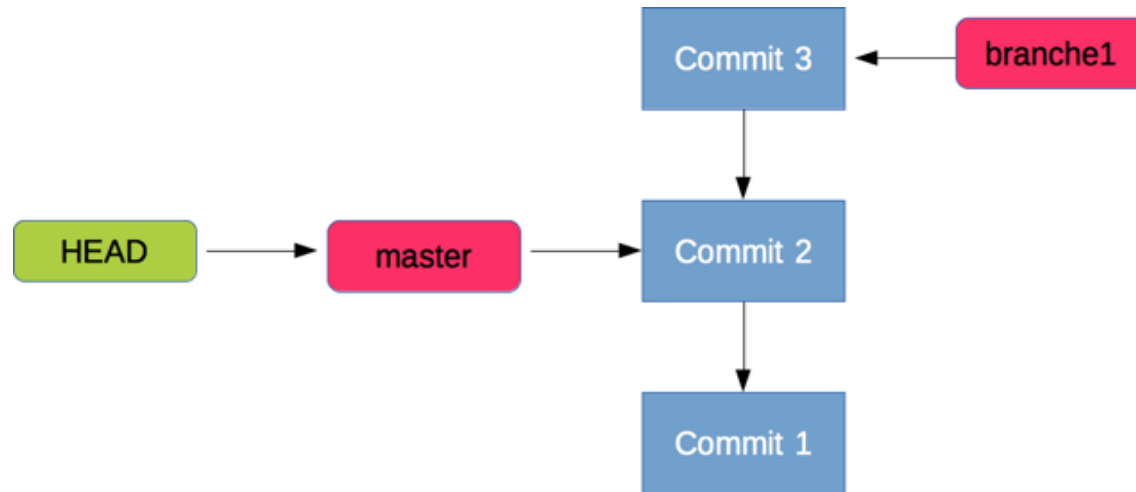 Commit 3
branche1
HEAD
master
Commit 2
Commit 1